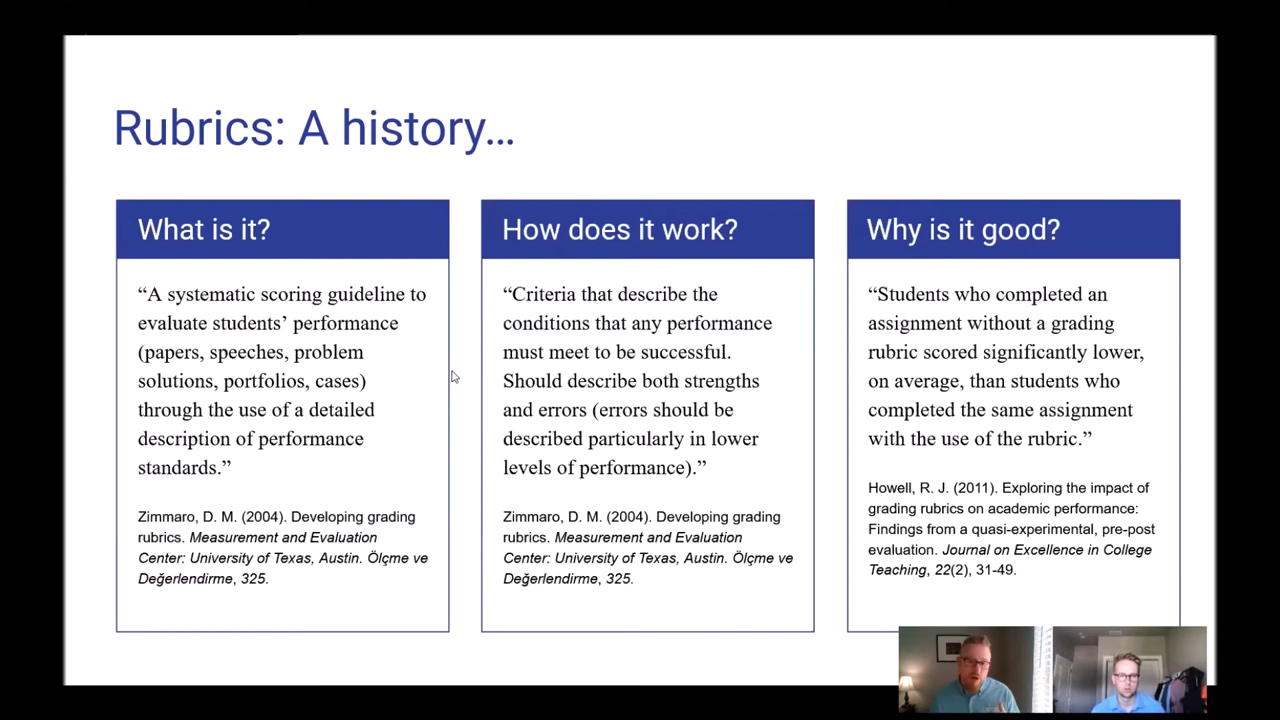 Rubrics: A history...
What is it?
“A systematic scoring guideline to
evaluate students’ performance
(papers, speeches, problem
solutions, portfolios, cases)
through the use of a detailed
description of performance
standards.”
Zimmaro, D. M. (2004). Developing grading
rubrics. Measurement and Evaluation
Center: University of Texas, Austin. Ölçme ve
Değerlendirme, 325.
How does it work?
“Criteria that describe the
conditions that any performance
must meet to be successful.
Should describe both strengths
and errors (errors should be
described particularly in lower
levels of performance).”
Zimmaro, D. M. (2004). Developing grading
rubrics. Measurement and Evaluation
Center: University of Texas, Austin. Ölçme ve
Değerlendirme, 325.
Why is it good?
“Students who completed an
assignment without a grading
rubric scored significantly lower,
on average, than students who
completed the same assignment
with the use of the rubric.”
Howell, R. J. (2011). Exploring the impact of
grading rubrics on academic performance:
Findings from a quasi-experimental, pre-post
evaluation. Journal on Excellence in College
Teaching, 22(2), 31-49.